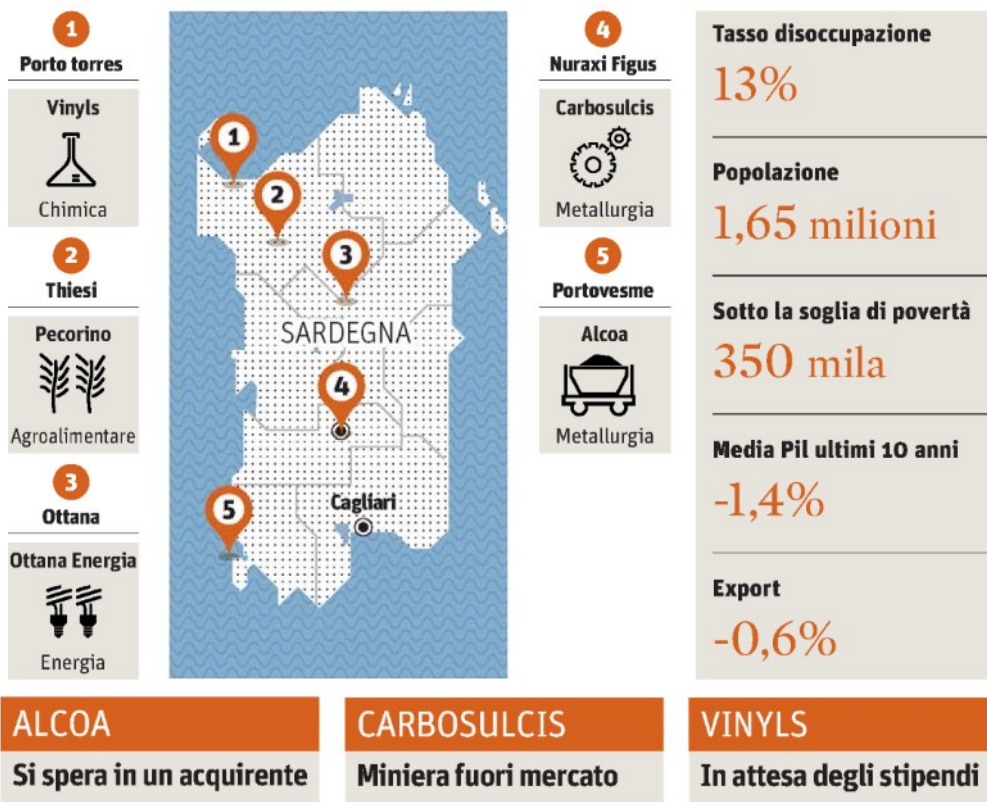 1
Porto torres
Vinyls
Chimica
2
Thiesi
Pecorino
Agroalimentare
3
Ottana
Ottana Energia
Energia
1
2
3
SARDEGNA
4
5
Cagliari
4
Nuraxi Figus
Carbosulcis
Metallurgia
5
Portovesme
Alcoa
Metallurgia
Tasso disoccupazione
13%
Popolazione
1,65 milioni
Sotto la soglia di povertà
350 mila
Media Pil ultimi 10 anni
-1,4%
Export
-0,6%
ALCOA
Si spera in un acquirente
CARBOSULCIS
Miniera fuori mercato
VINYLS
In attesa degli stipendi